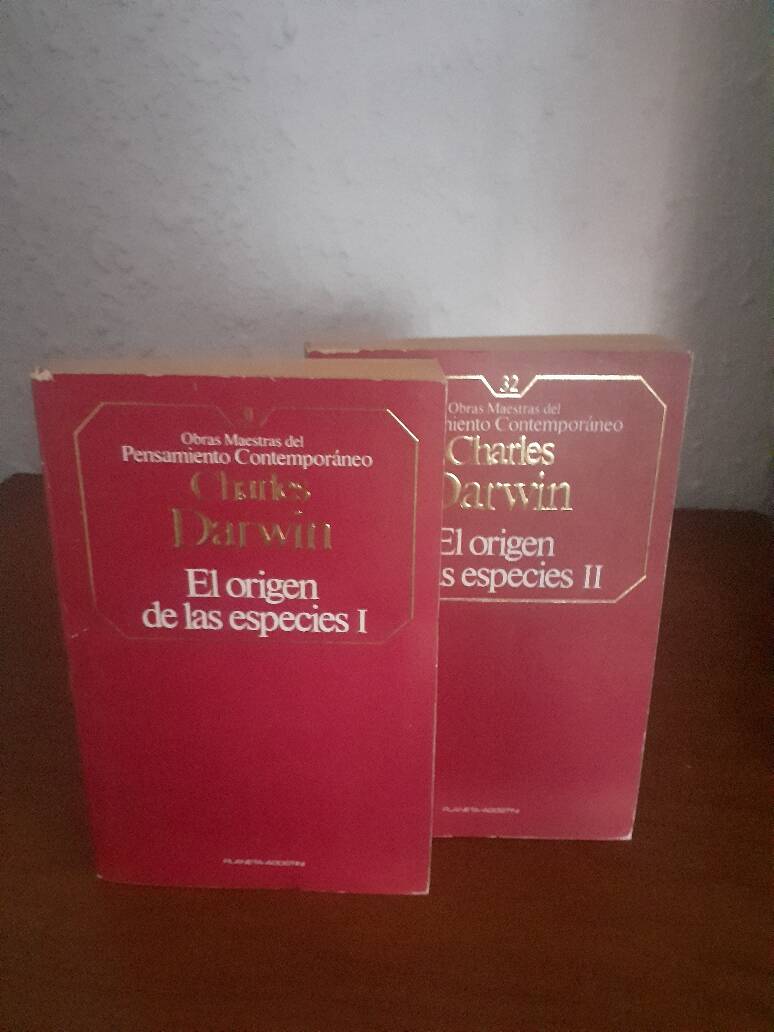 Obras Maestras del
Pensamiento Contemporáneo
Charles
Darwin
El origen
de las especies I
PLANETA-AGOSTINI
32
Obras Maestras del
miento Contemporáneo
Charles
Darwin
El origen
s especies II
PLANETA-AGOSTINI